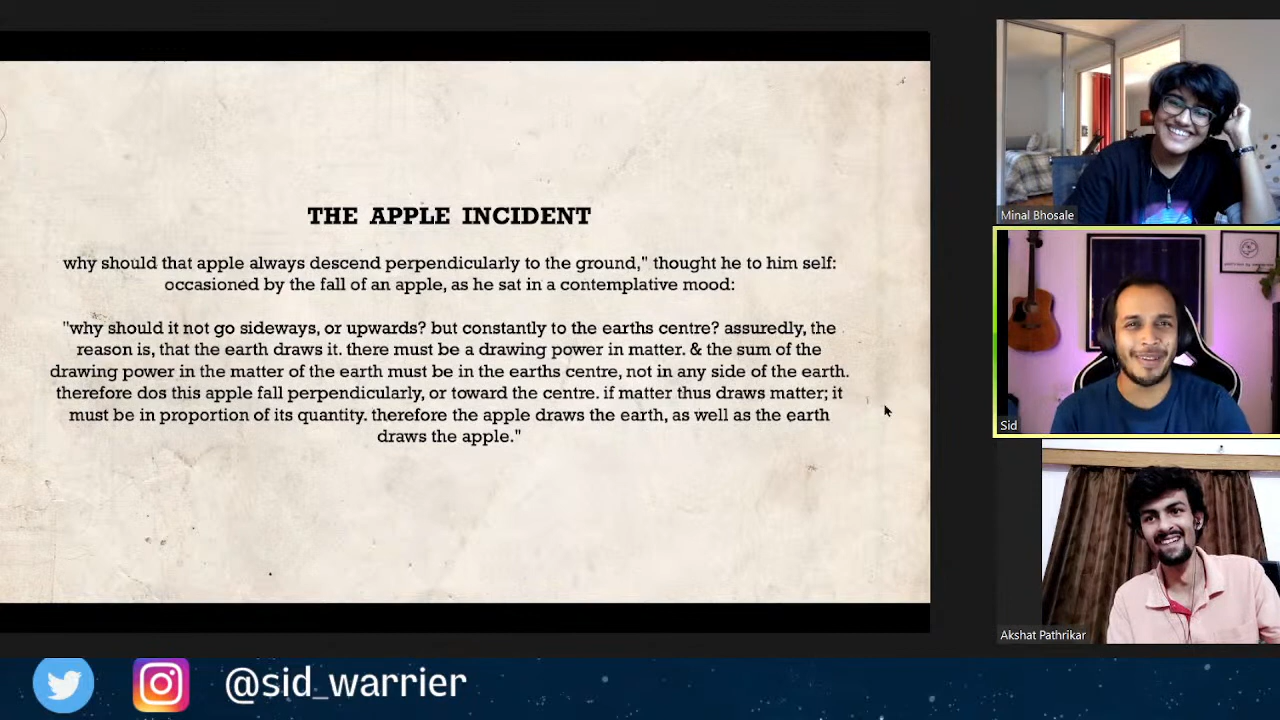 THE APPLE INCIDENT
why should that apple always descend perpendicularly to the ground," thought he to him self:
occasioned by the fall of an apple, as he sat in a contemplative mood:
"why should it not go sideways, or upwards? but constantly to the earths centre? assuredly, the
reason is, that the earth draws it. there must be a drawing power in matter. & the sum of the
drawing power in the matter of the earth must be in the earths centre, not in any side of the earth.
therefore dos this apple fall perpendicularly, or toward the centre. if matter thus draws matter; it
must be in proportion of its quantity. therefore the apple draws the earth, as well as the earth
draws the apple."
Minal Bhosale
Sid
Akshat Pathrikar
@sid_warrier